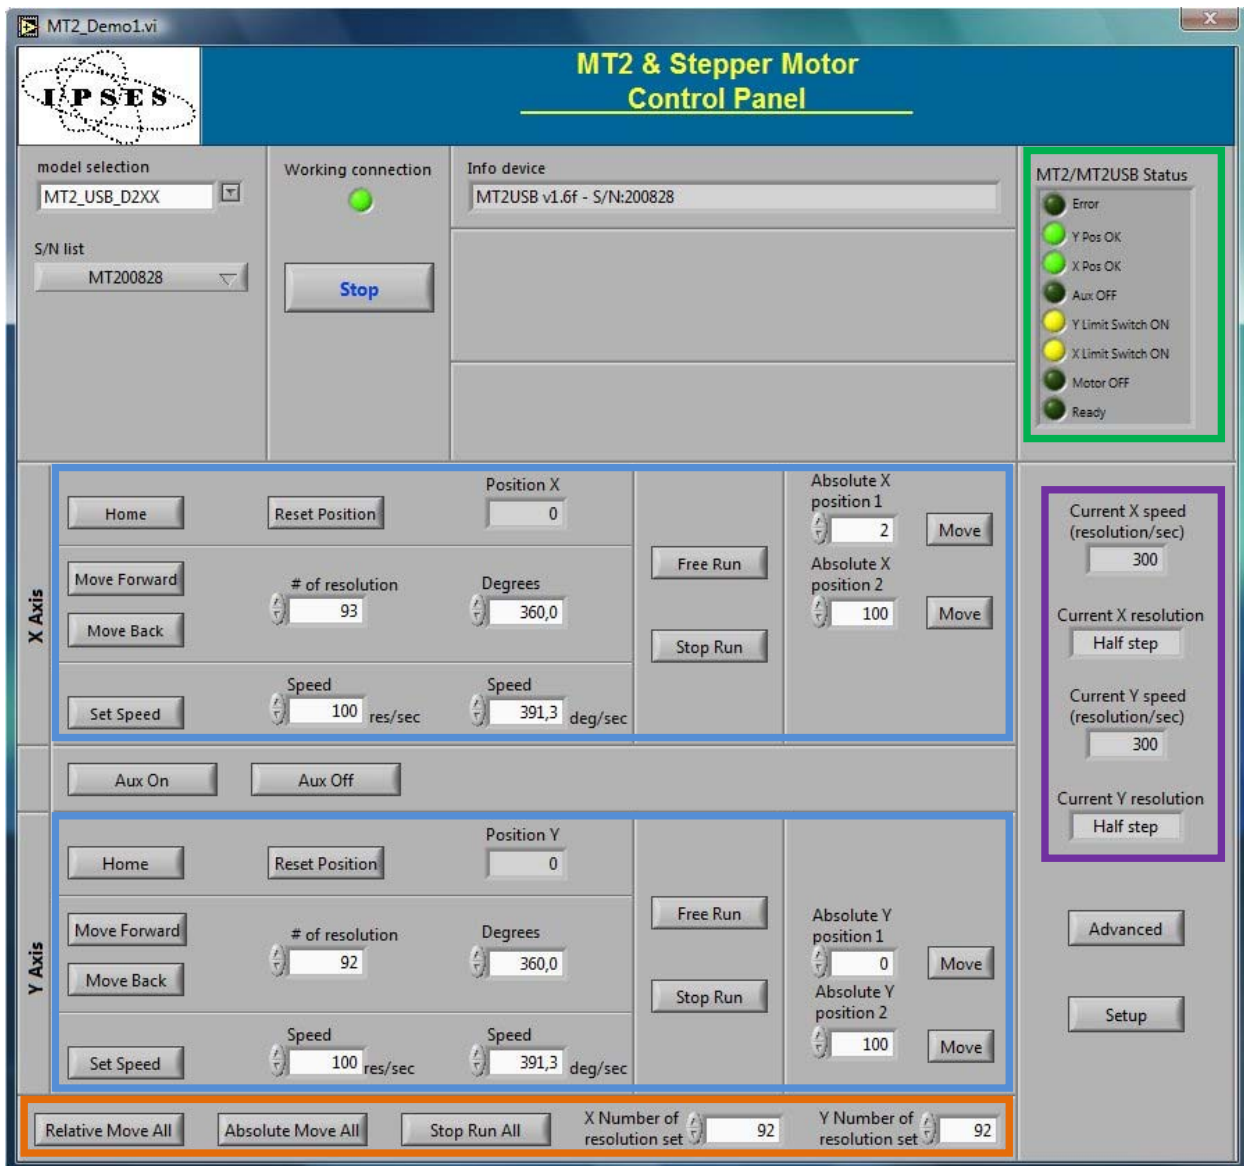 MT2_Demo1.vi
x
IPSES
MT2 & Stepper Motor
Control Panel
model selection
MT2_USB_D2XX
S/N list
MT200828
Working connection
Stop
Info device
MT2USB v1.6f - S/N:200828
MT2/MT2USB Status
Error
Y Pos OK
X Pos OK
Aux OFF
Y Limit Switch ON
X Limit Switch ON
Motor OFF
Ready
X Axis
Home
Reset Position
Position X
0
Move Forward
Move Back
# of resolution
93
Degrees
360,0
Set Speed
Speed
100 res/sec
Speed
391,3 deg/sec
Free Run
Stop Run
Absolute X
position 1
2 Move
Absolute X
position 2
100 Move
Current X speed
(resolution/sec)
300
Current X resolution
Half step
Current Y speed
(resolution/sec)
300
Current Y resolution
Half step
Aux On
Aux Off
Y Axis
Home
Reset Position
Position Y
0
Move Forward
Move Back
# of resolution
92
Degrees
360,0
Set Speed
Speed
100 res/sec
Speed
391,3 deg/sec
Free Run
Stop Run
Absolute Y
position 1
0 Move
Absolute Y
position 2
100 Move
Advanced
Setup
Relative Move All
Absolute Move All
Stop Run All
X Number of
resolution set 92
Y Number of
resolution set 92